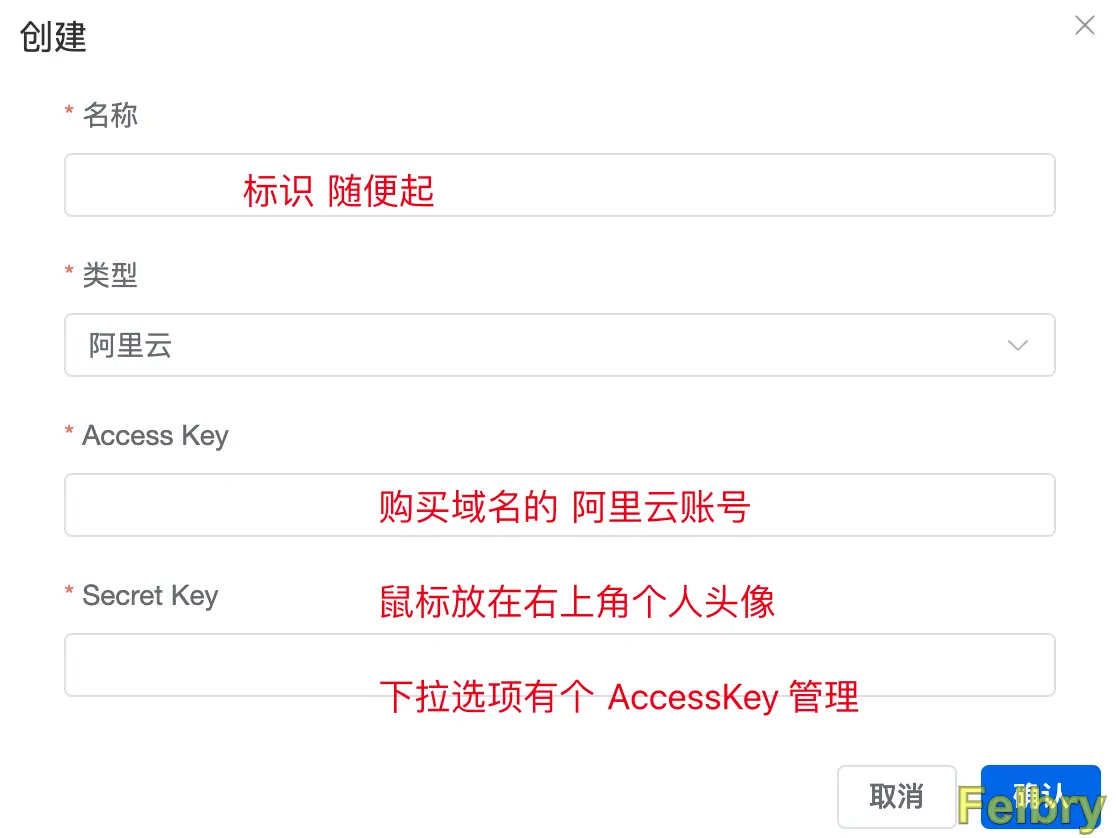 创建
* 名称
标识 随便起
* 类型
阿里云
* Access Key
购买域名的 阿里云账号
* Secret Key
鼠标放在右上角个人头像
下拉选项有个 AccessKey 管理
取消
确认
Felbry